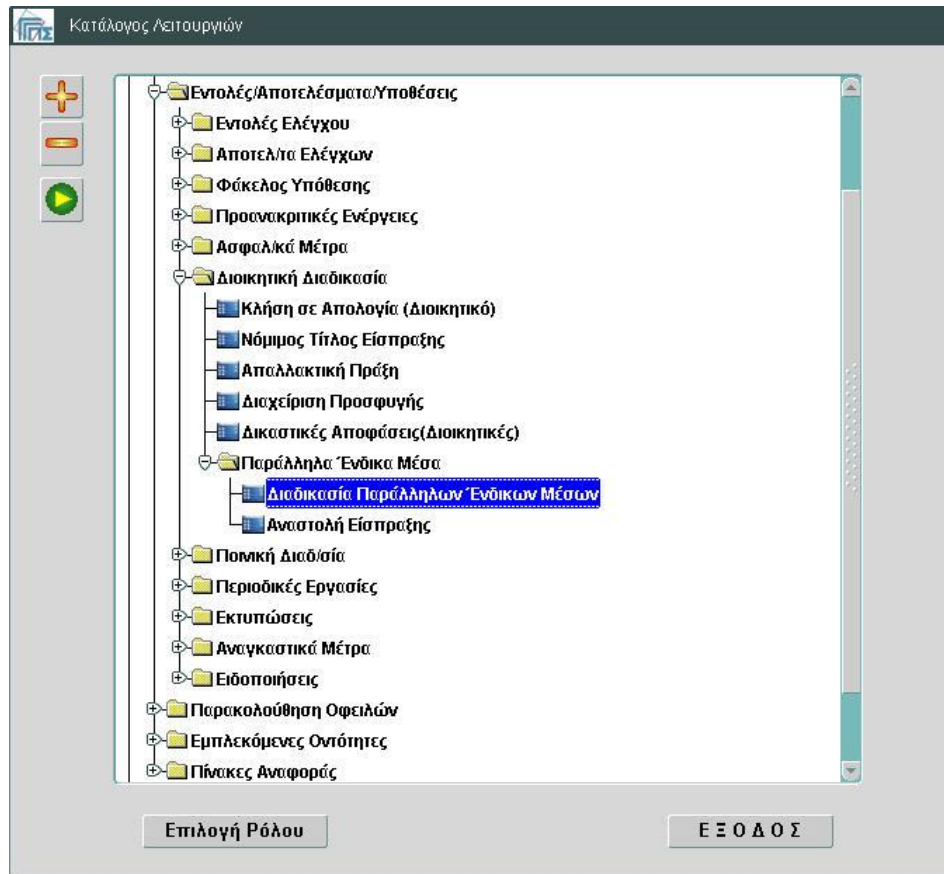 ΓΓΠΣ
Κατάλογος Λειτουργιών
Εντολές/Αποτελέσματα/Υποθέσεις
Εντολές Ελέγχου
Αποτελ/τα Ελέγχων
Φάκελος Υπόθεσης
Προανακριτικές Ενέργειες
Ασφαλ/κά Μέτρα
Διοικητική Διαδικασία
Κλήση σε Απολογία (Διοικητικό)
Νόμιμος Τίτλος Είσπραξης
Απαλλακτική Πράξη
Διαχείριση Προσφυγής
Δικαστικές Αποφάσεις(Διοικητικές)
Παράλληλα Ένδικα Μέσα
Διαδικασία Παράλληλων Ένδικων Μέσων
Αναστολή Είσπραξης
Ποινική Διαδ/σία
Περιοδικές Εργασίες
Εκτυπώσεις
Αναγκαστικά Μέτρα
Ειδοποιήσεις
Παρακολούθηση Οφειλών
Εμπλεκόμενες Οντότητες
Πίνακες Αναφοράς
Επιλογή Ρόλου
Ε Ξ Ο Δ Ο Σ